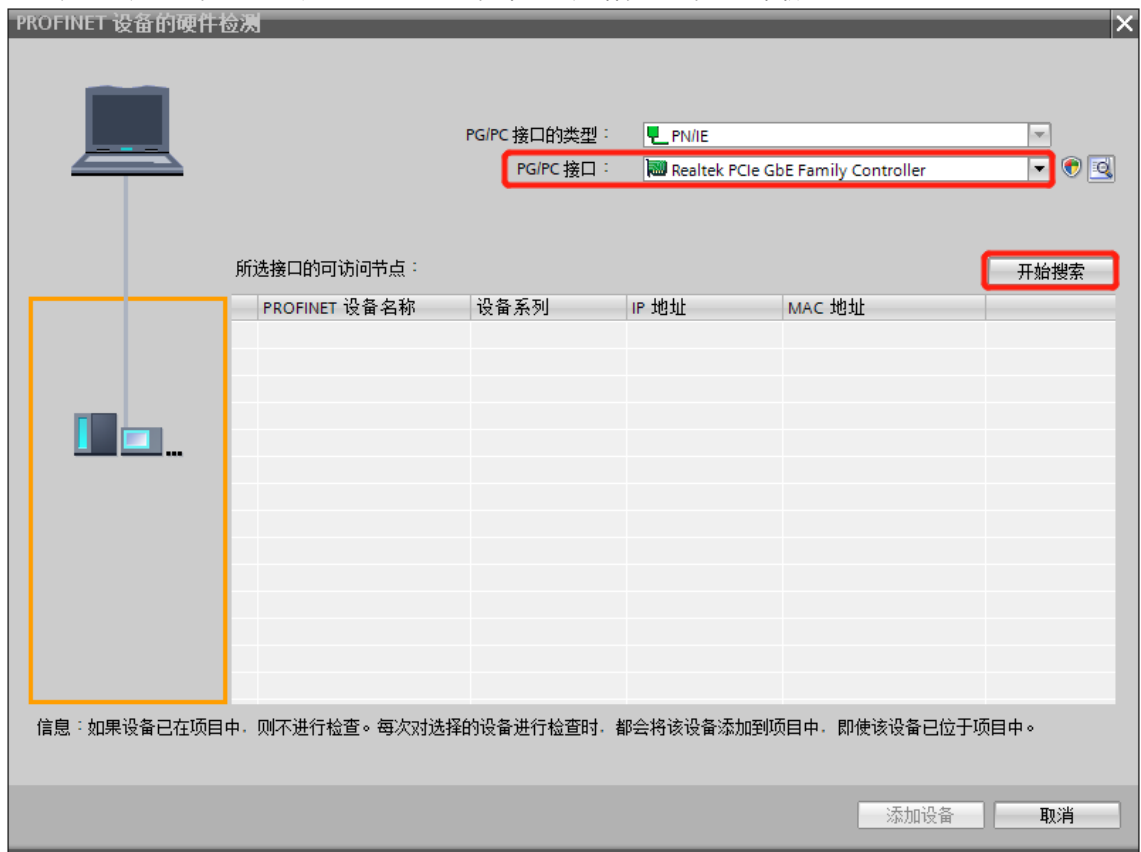 PROFINET 设备的硬件检测
PG/PC 接口的类型：
PN/IE
PG/PC 接口：
Realtek PCIe GbE Family Controller
所选接口的可访问节点：
开始搜索
PROFINET 设备名称 设备系列 IP 地址 MAC 地址
...
信息：如果设备已在项目中，则不进行检查。每次对选择的设备进行检查时，都会将该设备添加到项目中，即使该设备已位于项目中。
添加设备 取消